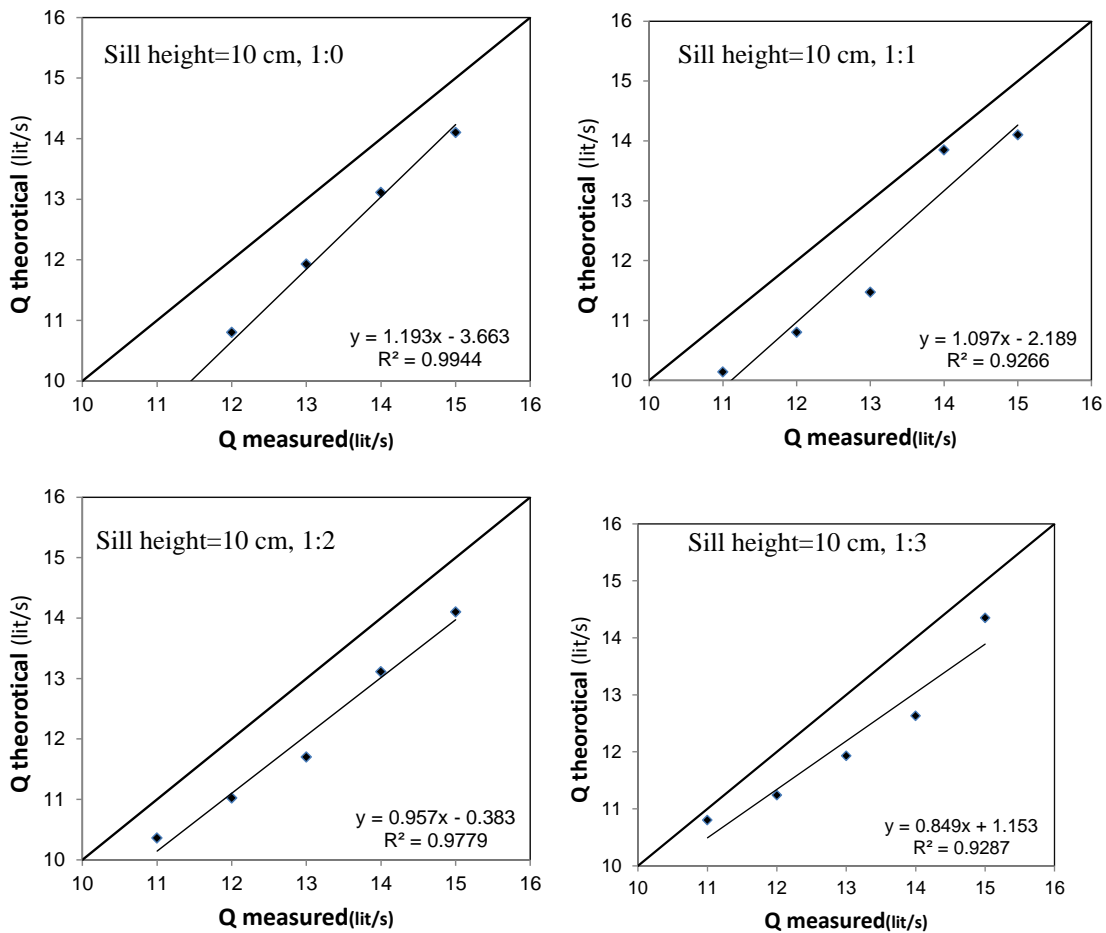 Sill height=10 cm, 1:0
Q theorotical (lit/s)
16
15
14
13
12
11
10
y = 1.193x - 3.663
R² = 0.9944
10 11 12 13 14 15 16
Q measured(lit/s)
Sill height=10 cm, 1:1
Q theorotical (lit/s)
16
15
14
13
12
11
10
y = 1.097x - 2.189
R² = 0.9266
10 11 12 13 14 15 16
Q measured(lit/s)
Sill height=10 cm, 1:2
Q theorotical (lit/s)
16
15
14
13
12
11
10
y = 0.957x - 0.383
R² = 0.9779
10 11 12 13 14 15 16
Q measured(lit/s)
Sill height=10 cm, 1:3
Q theorotical (lit/s)
16
15
14
13
12
11
10
y = 0.849x + 1.153
R² = 0.9287
10 11 12 13 14 15 16
Q measured(lit/s)